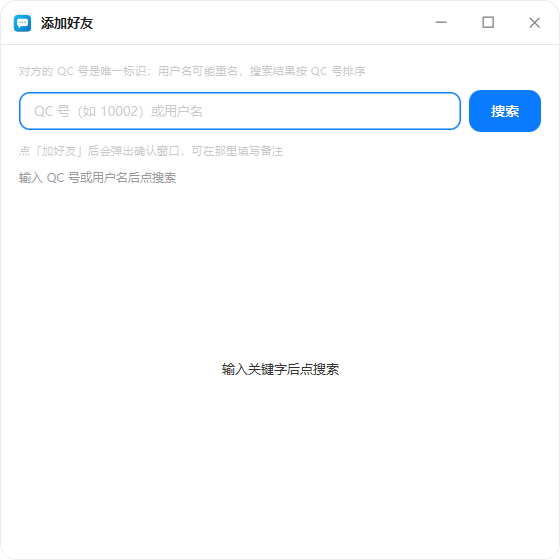 添加好友
对方的 QC 号是唯一标识；用户名可能重名，搜索结果按 QC 号排序
QC 号（如 10002）或用户名
搜索
点「加好友」后会弹出确认窗口，可在那里填写备注
输入 QC 号或用户名后点搜索
输入关键字后点搜索